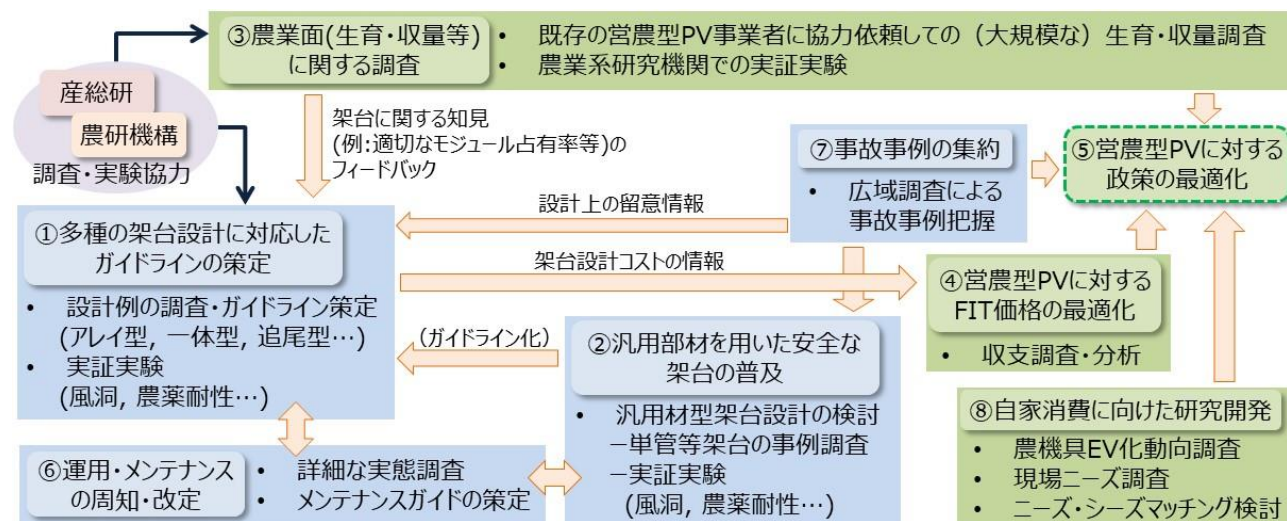 ③農業面(生育・収量等)
に関する調査
• 既存の営農型PV事業者に協力依頼しての（大規模な）生育・収量調査
• 農業系研究機関での実証実験
産総研
農研機構
調査・実験協力
架台に関する知見
(例:適切なモジュール占有率等)の
フィードバック
⑦事故事例の集約
• 広域調査による
事故事例把握
⑤営農型PVに対する
政策の最適化
設計上の留意情報
①多種の架台設計に対応した
ガイドラインの策定
• 設計例の調査・ガイドライン策定
(アレイ型, 一体型, 追尾型…)
• 実証実験
(風洞, 農薬耐性…)
架台設計コストの情報
④営農型PVに対する
FIT価格の最適化
• 収支調査・分析
（ガイドライン化）
②汎用部材を用いた安全な
架台の普及
• 汎用材型架台設計の検討
－単管等架台の事例調査
－実証実験
(風洞, 農薬耐性…)
⑥運用・メンテナンス
の周知・改定
• 詳細な実態調査
• メンテナンスガイドの策定
⑧自家消費に向けた研究開発
• 農機具EV化動向調査
• 現場ニーズ調査
• ニーズ・シーズマッチング検討